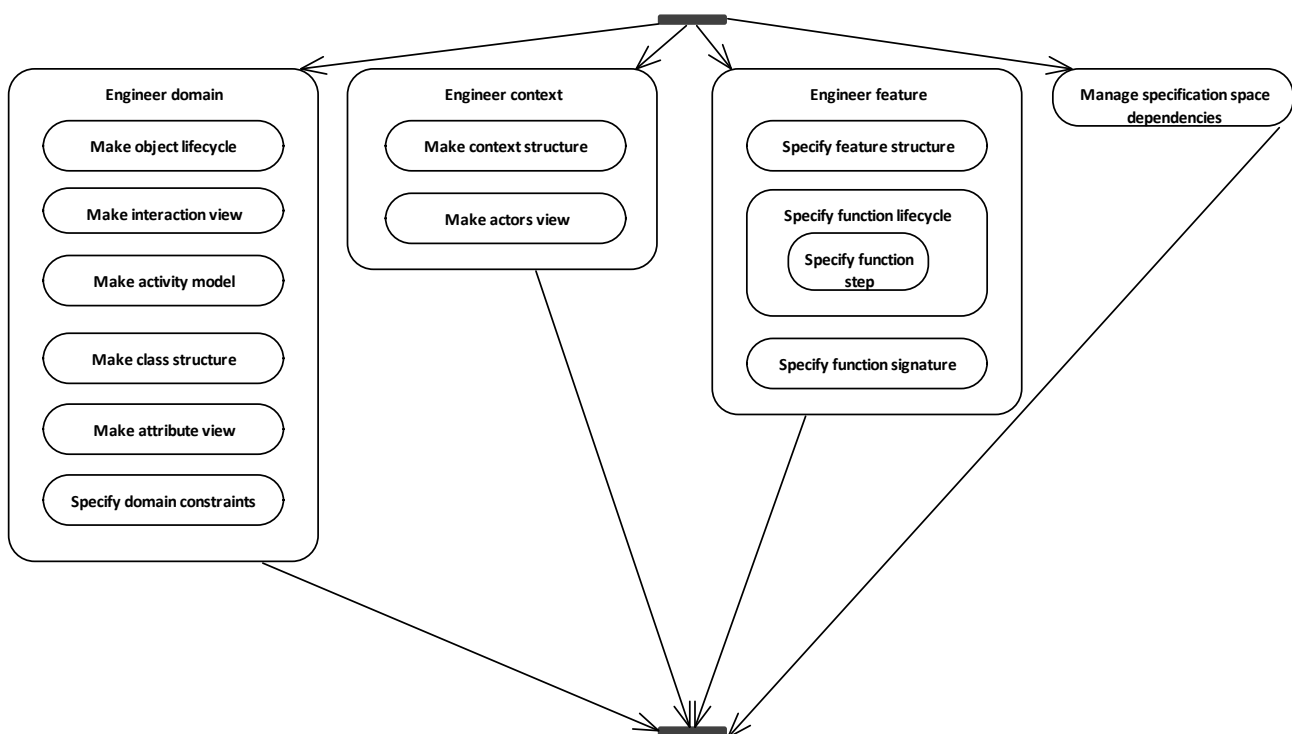 Engineer domain
Make object lifecycle
Make interaction view
Make activity model
Make class structure
Make attribute view
Specify domain constraints
Engineer context
Make context structure
Make actors view
Engineer feature
Specify feature structure
Specify function lifecycle
Specify function
step
Specify function signature
Manage specification space
dependencies